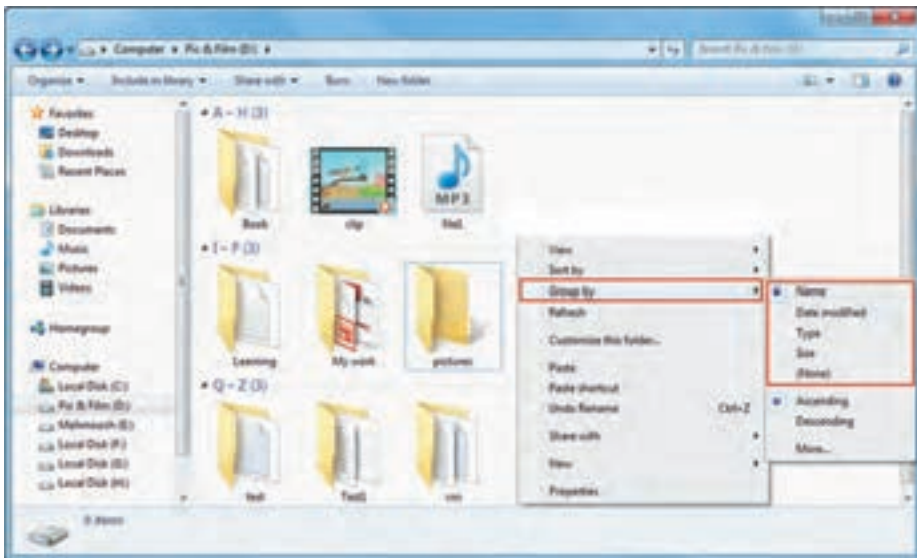 Computer ▸ Pic & Film (D:) ▸
Organize ▾ Include in library ▾ Share with ▾ Burn New folder
Favorites
Desktop
Downloads
Recent Places
Libraries
Documents
Music
Pictures
Videos
Homegroup
Computer
Local Disk (C:)
Pic & Film (D:)
Local Disk (F:)
Local Disk (G:)
Local Disk (H:)
A – H (3)
MP3
Book clip
I – P (3)
Learning My work pictures
Q – Z (3)
test Test1
View
Sort by
Group by
Refresh
Customize this folder...
Paste
Paste shortcut
Undo Rename Ctrl+Z
Share with
New
Properties
Name
Date modified
Type
Size
(None)
Ascending
Descending
More...